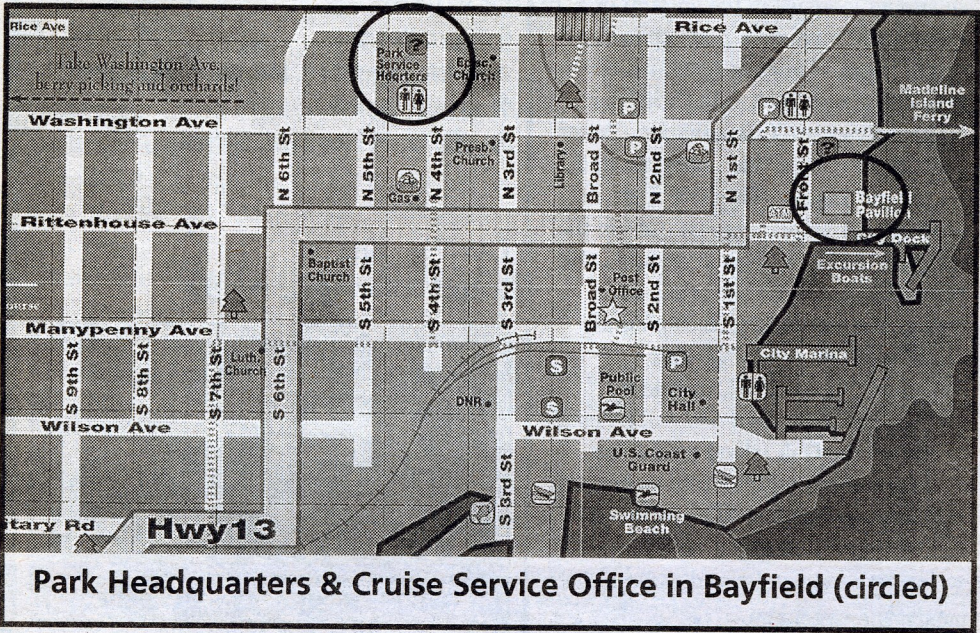 Rice Ave
Rice Ave
Take Washington Ave.
berry picking and orchards!
Park
Service
Hdqrters
?
Episc.
Church
P
P
Madeline
Island
Ferry
Washington Ave
N 6th St
N 5th St
N 4th St
N 3rd St
Broad St
N 2nd St
N 1st St
Front St
Presb.
Church
Library
P
?
Gas
ATM
Bayfield
Pavilion
Rittenhouse Ave
Dock
Excursion
Boats
Baptist
Church
S 5th St
S 4th St
S 3rd St
Broad St
S 2nd St
S 1st St
Post
Office
Manypenny Ave
Luth
Church
S 9th St
S 8th St
S 7th St
S 6th St
$
P
City Marina
Public
Pool
City
Hall
DNR
$
Wilson Ave
Wilson Ave
U.S. Coast
Guard
S 3rd St
itary Rd
Hwy13
Swimming
Beach
Park Headquarters & Cruise Service Office in Bayfield (circled)